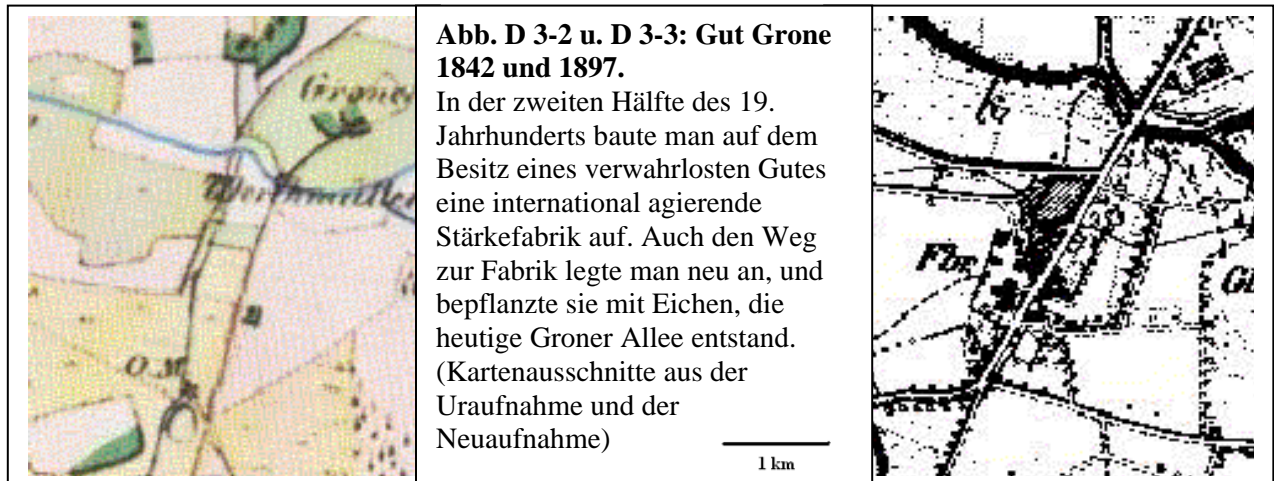 Werthmüller
O. M.
Abb. D 3-2 u. D 3-3: Gut Grone
1842 und 1897.
In der zweiten Hälfte des 19.
Jahrhunderts baute man auf dem
Besitz eines verwahrlosten Gutes
eine international agierende
Stärkefabrik auf. Auch den Weg
zur Fabrik legte man neu an, und
bepflanzte sie mit Eichen, die
heutige Groner Allee entstand.
(Kartenausschnitte aus der
Uraufnahme und der
Neuaufnahme)
1 km
Fbr.